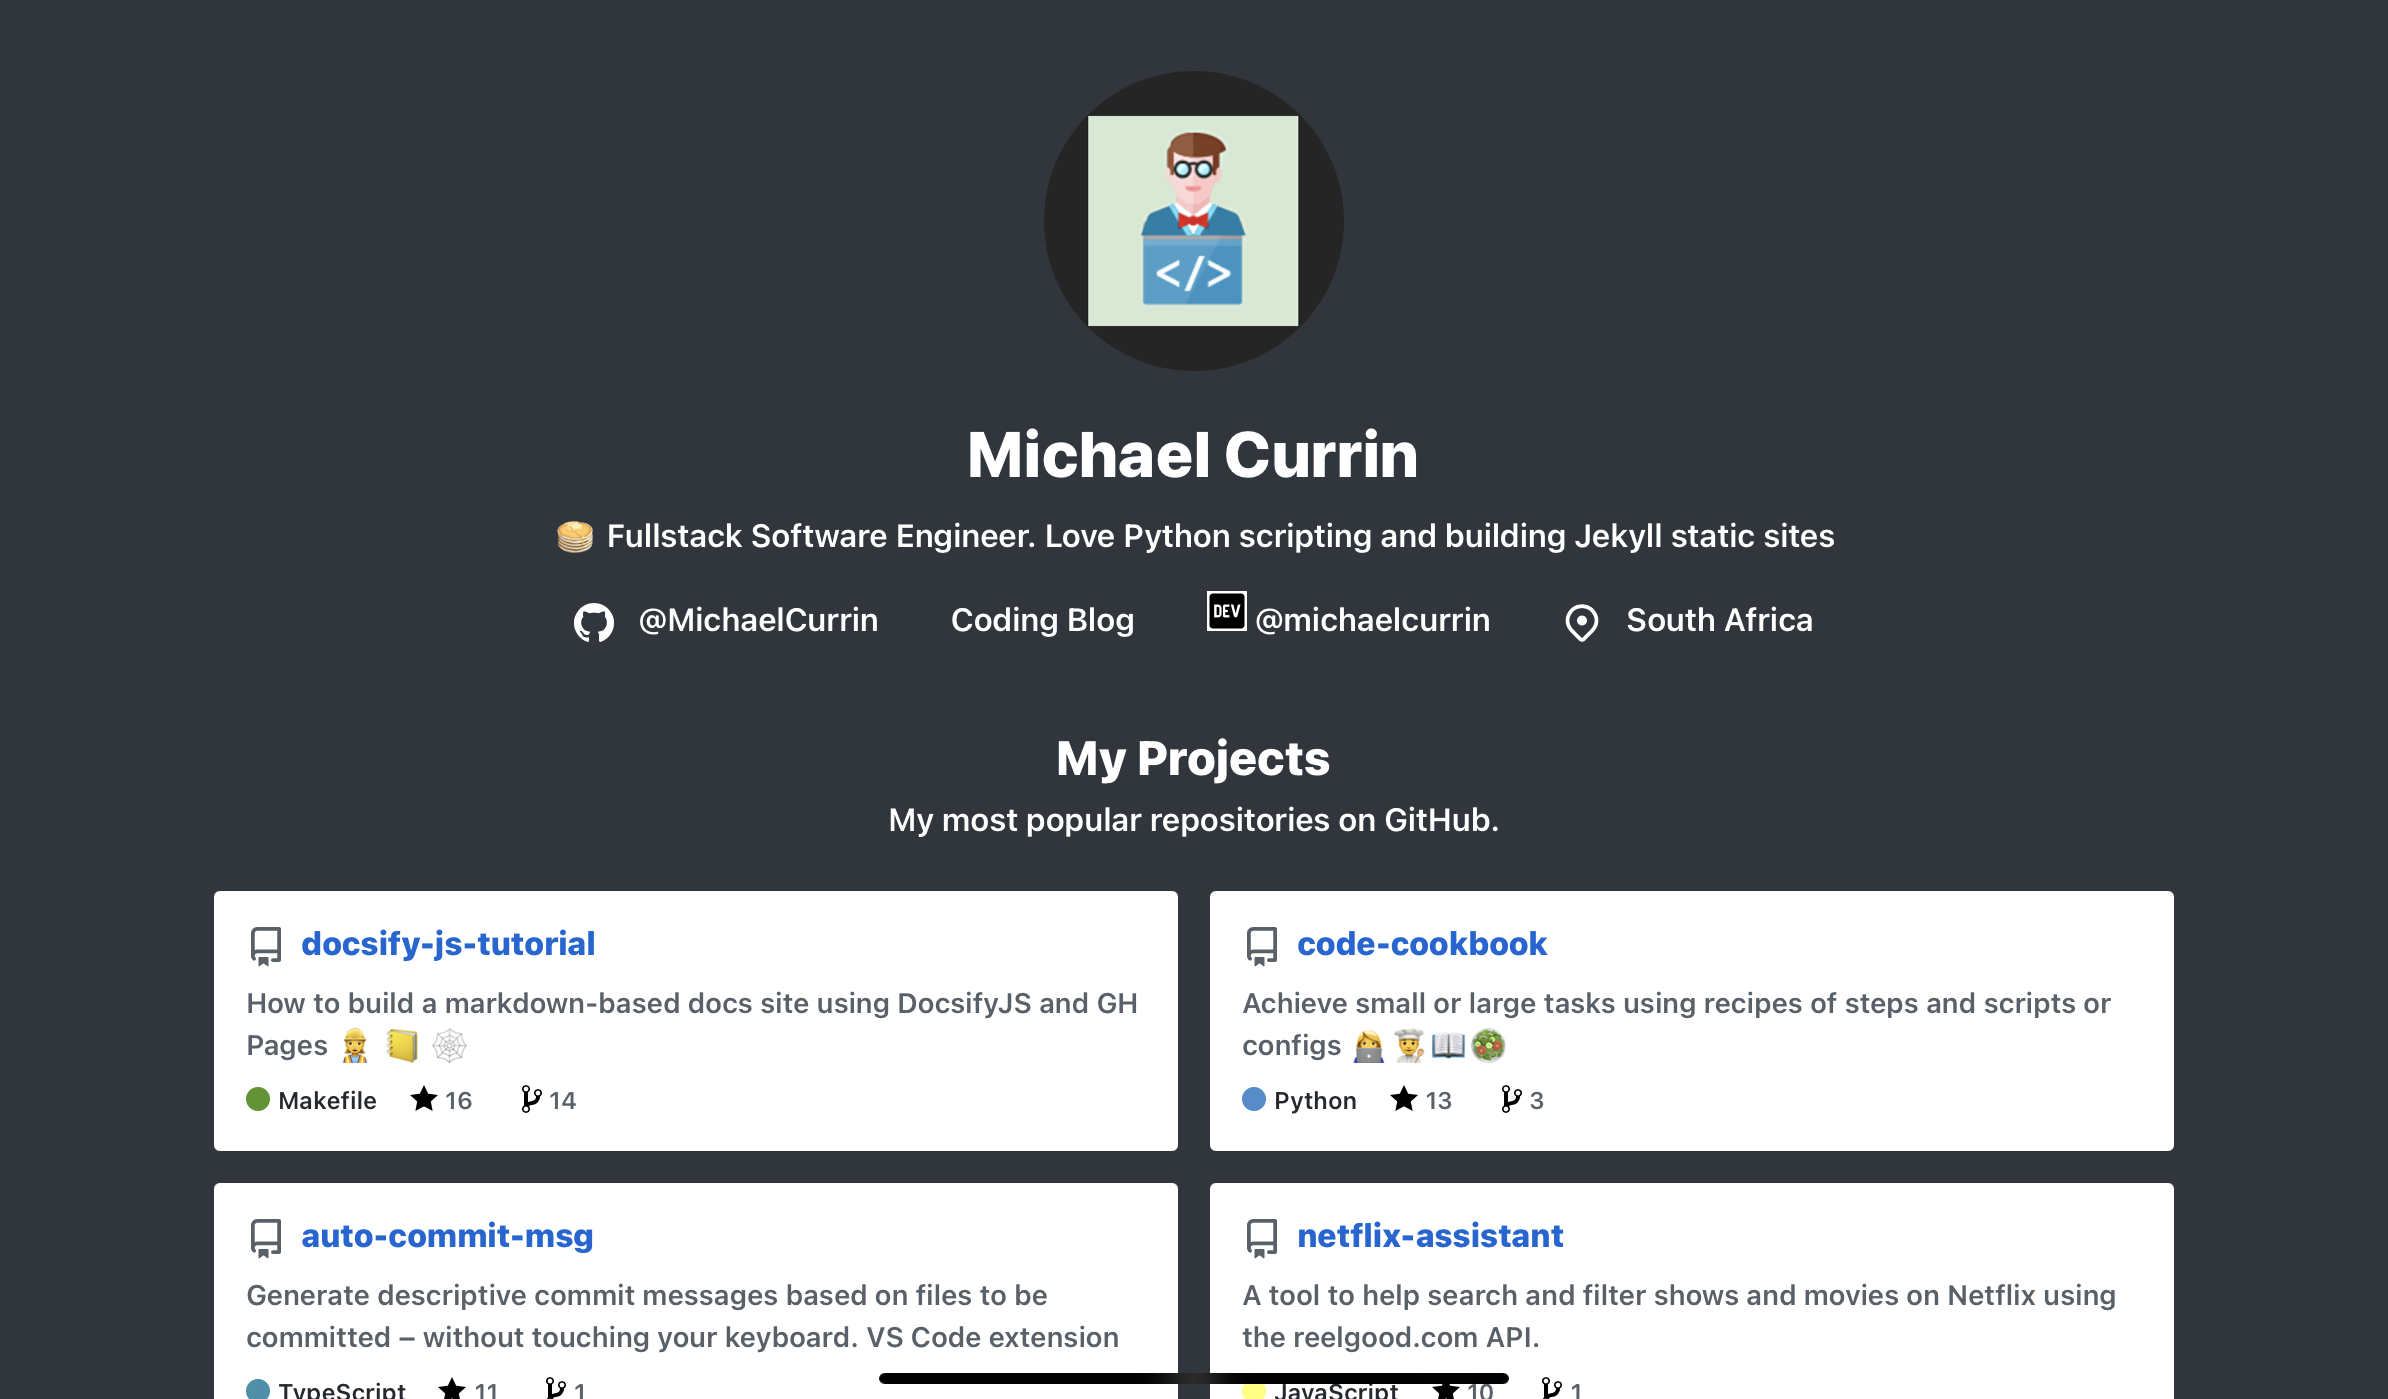 </>
Michael Currin
🥞 Fullstack Software Engineer. Love Python scripting and building Jekyll static sites
@MichaelCurrin Coding Blog DEV @michaelcurrin South Africa
My Projects
My most popular repositories on GitHub.
docsify-js-tutorial
How to build a markdown-based docs site using DocsifyJS and GH
Pages 👷‍♀️ 📒 🕸
Makefile 16 14
code-cookbook
Achieve small or large tasks using recipes of steps and scripts or
configs 👩‍💻 👨‍🍳 📖 🥗
Python 13 3
auto-commit-msg
Generate descriptive commit messages based on files to be
committed – without touching your keyboard. VS Code extension
TypeScript 11 1
netflix-assistant
A tool to help search and filter shows and movies on Netflix using
the reelgood.com API.
JavaScript 10 1